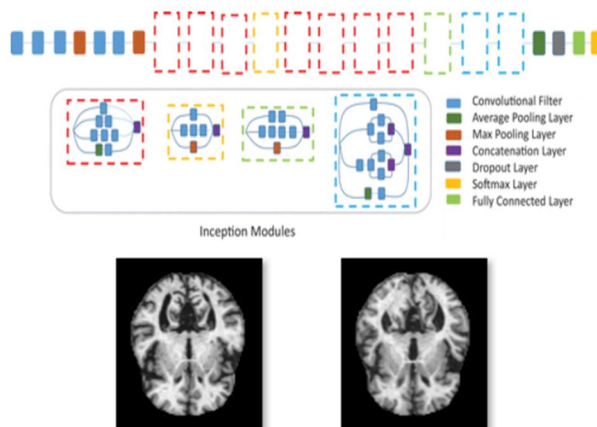 Convolutional Filter
Average Pooling Layer
Max Pooling Layer
Concatenation Layer
Dropout Layer
Softmax Layer
Fully Connected Layer
Inception Modules